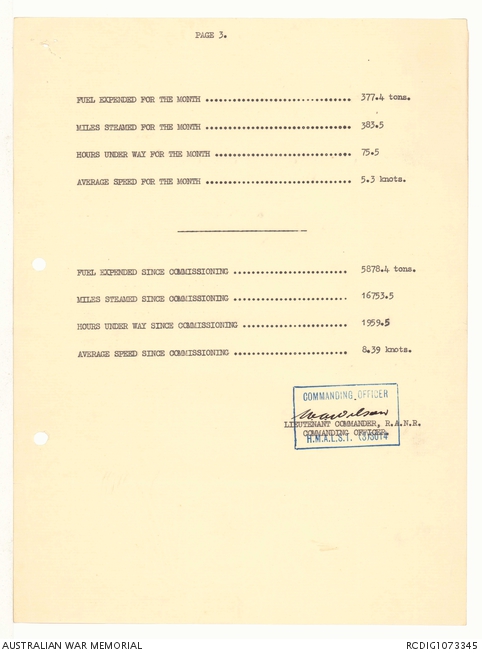 PAGE 3.
FUEL EXPENDED FOR THE MONTH ................................ 377.4 tons.
MILES STEAMED FOR THE MONTH ................................ 383.5
HOURS UNDER WAY FOR THE MONTH .............................. 75.5
AVERAGE SPEED FOR THE MONTH ................................ 5.3 knots.
FUEL EXPENDED SINCE COMMISSIONING .......................... 5878.4 tons.
MILES STEAMED SINCE COMMISSIONING .......................... 16753.5
HOURS UNDER WAY SINCE COMMISSIONING ........................ 1959.5
AVERAGE SPEED SINCE COMMISSIONING .......................... 8.39 knots.
COMMANDING OFFICER
LIEUTENANT COMMANDER, R.A.N.R.
COMMANDING OFFICER.
H.M.A.L.S.T. (3)3014
AUSTRALIAN WAR MEMORIAL
RCDIG1073345